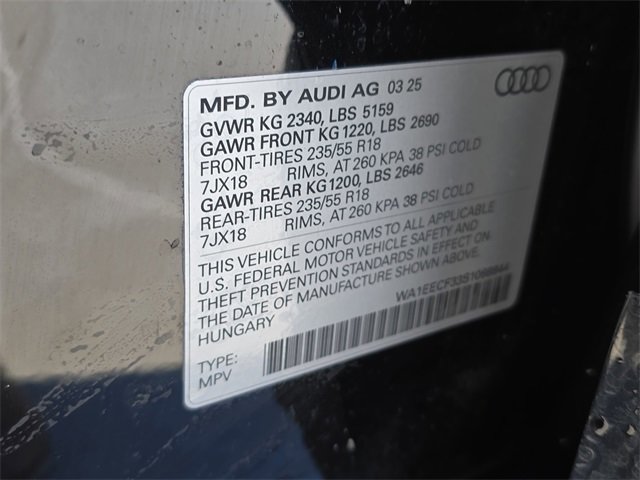 MFD. BY AUDI AG 03 25
GVWR KG 2340, LBS 5159
GAWR FRONT KG 1220, LBS 2690
FRONT-TIRES 235/55 R18
7JX18 RIMS, AT 260 KPA 38 PSI COLD
GAWR REAR KG1200, LBS 2646
REAR-TIRES 235/55 R18
7JX18 RIMS, AT 260 KPA 38 PSI COLD
THIS VEHICLE CONFORMS TO ALL APPLICABLE
U.S. FEDERAL MOTOR VEHICLE SAFETY AND
THEFT PREVENTION STANDARDS IN EFFECT ON
THE DATE OF MANUFACTURE SHOWN ABOVE.
HUNGARY
TYPE:
MPV